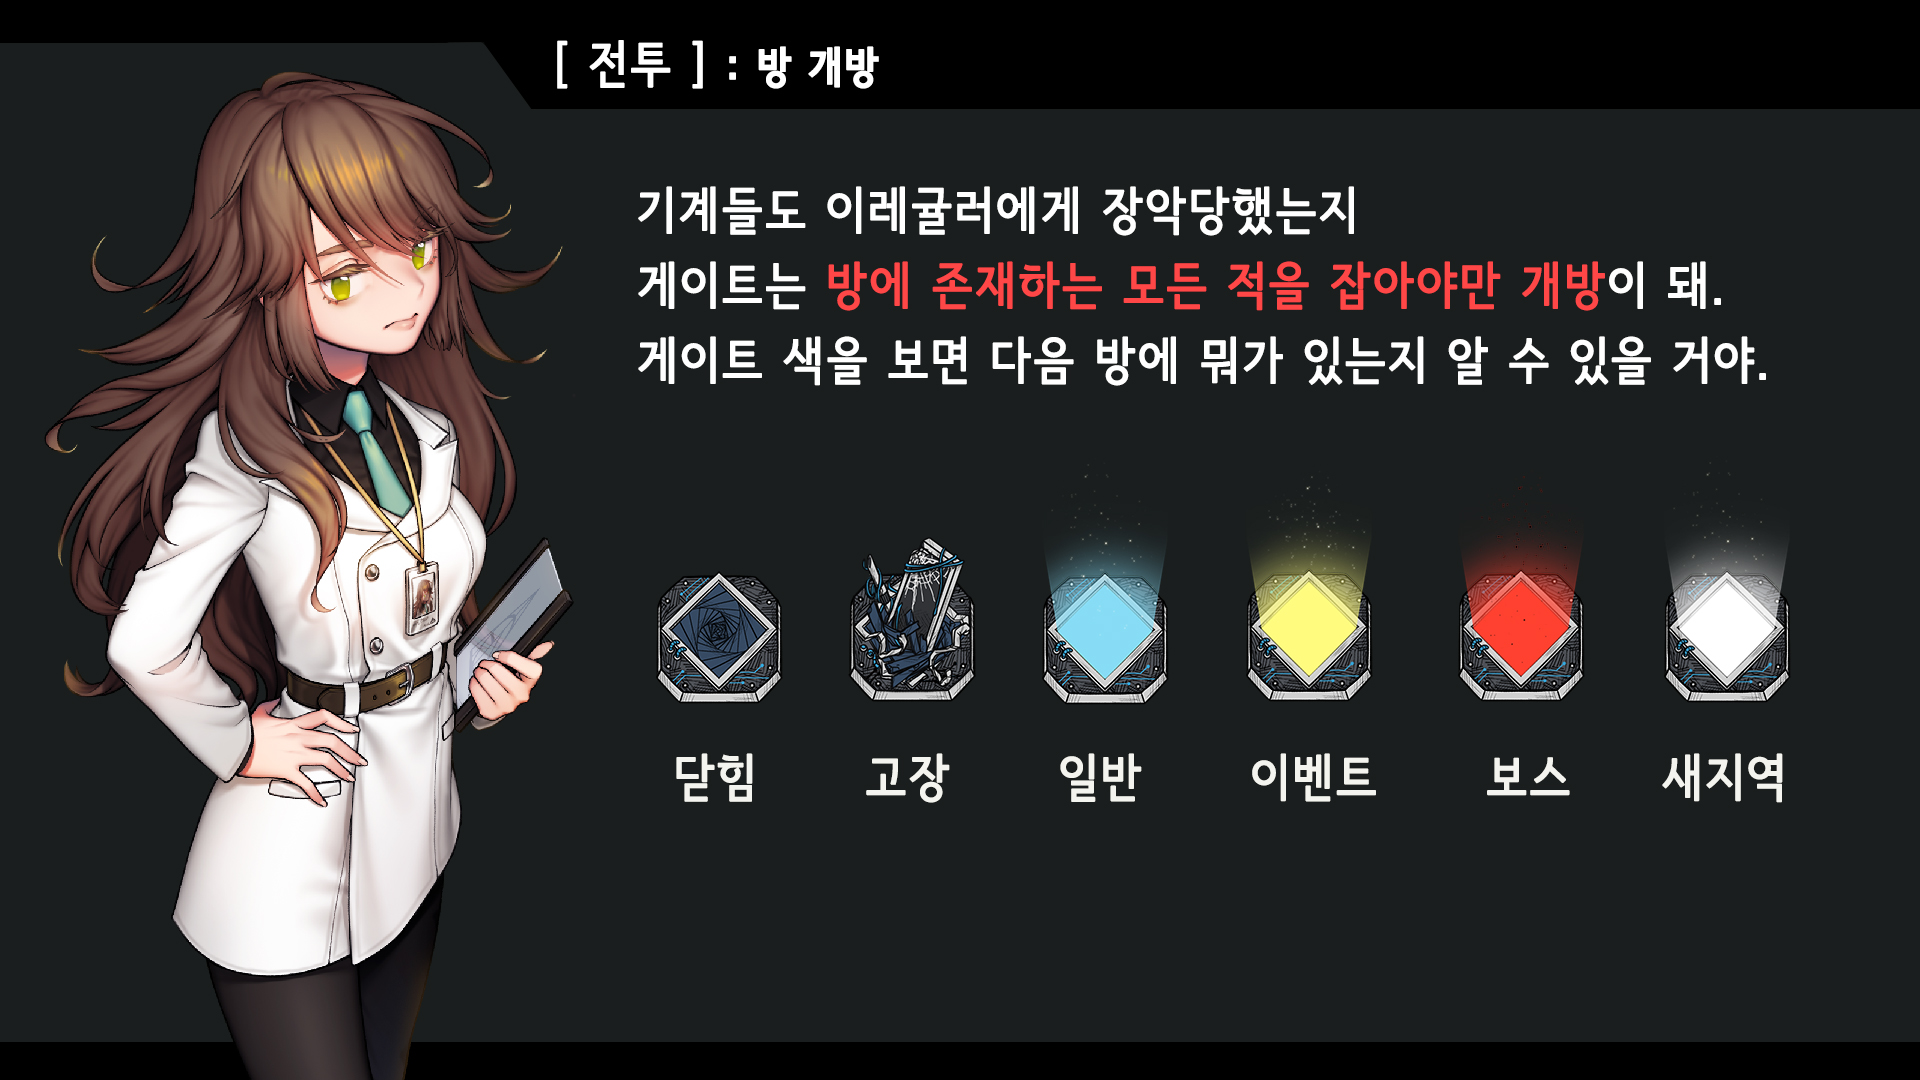 [ 전투 ] : 방 개방
기계들도 이레귤러에게 장악당했는지
게이트는 방에 존재하는 모든 적을 잡아야만 개방이 돼.
게이트 색을 보면 다음 방에 뭐가 있는지 알 수 있을 거야.
닫힘 고장 일반 이벤트 보스 새지역